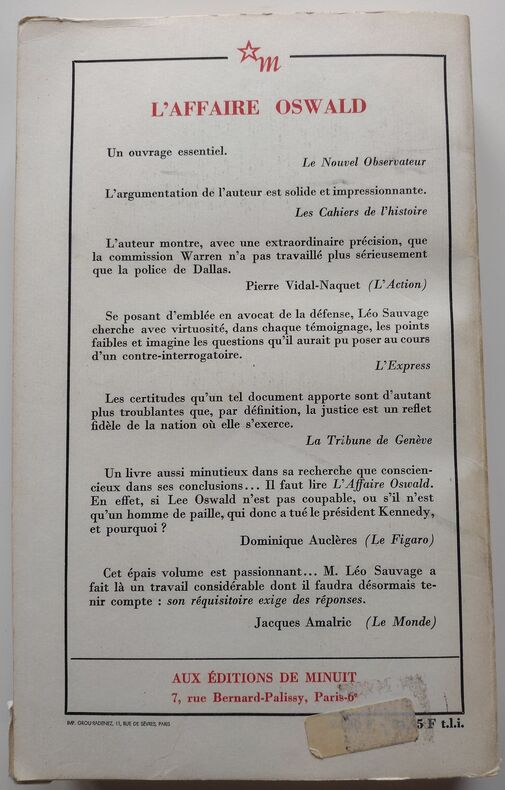 m
L'AFFAIRE OSWALD
Un ouvrage essentiel.
Le Nouvel Observateur
L'argumentation de l'auteur est solide et impressionnante.
Les Cahiers de l'histoire
L'auteur montre, avec une extraordinaire précision, que
la commission Warren n'a pas travaillé plus sérieusement
que la police de Dallas.
Pierre Vidal-Naquet (L'Action)
Se posant d'emblée en avocat de la défense, Léo Sauvage
cherche avec virtuosité, dans chaque témoignage, les points
faibles et imagine les questions qu'il aurait pu poser au cours
d'un contre-interrogatoire.
L'Express
Les certitudes qu'un tel document apporte sont d'autant
plus troublantes que, par définition, la justice est un reflet
fidèle de la nation où elle s'exerce.
La Tribune de Genève
Un livre aussi minutieux dans sa recherche que conscien-
cieux dans ses conclusions... Il faut lire L'Affaire Oswald.
En effet, si Lee Oswald n'est pas coupable, ou s'il n'est
qu'un homme de paille, qui donc a tué le président Kennedy,
et pourquoi ?
Dominique Auclères (Le Figaro)
Cet épais volume est passionnant... M. Léo Sauvage a
fait là un travail considérable dont il faudra désormais te-
nir compte : son réquisitoire exige des réponses.
Jacques Amalric (Le Monde)
AUX ÉDITIONS DE MINUIT
7, rue Bernard-Palissy, Paris-6e
IMP. GROU-RADENEZ, 11, RUE DE SÈVRES, PARIS
5 F t.l.i.